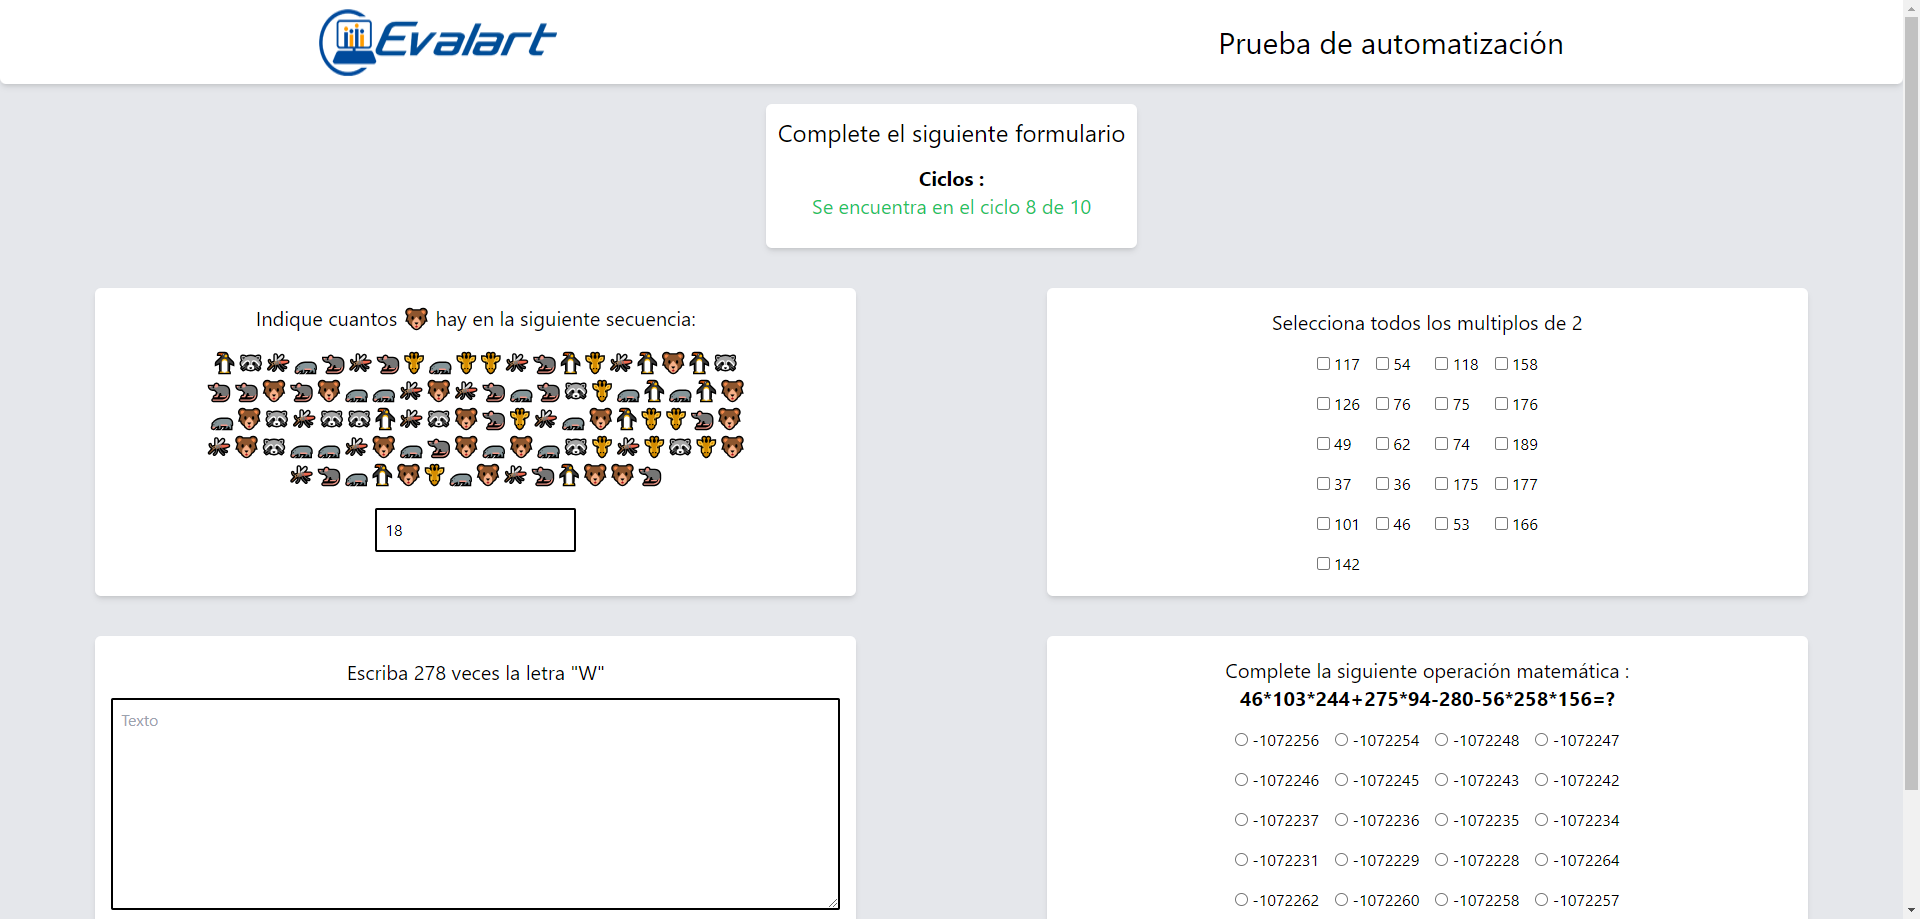 Evalart
Prueba de automatización
Complete el siguiente formulario
Ciclos :
Se encuentra en el ciclo 8 de 10
Indique cuantos 🐻 hay en la siguiente secuencia:
18
Selecciona todos los multiplos de 2
117 54 118 158
126 76 75 176
49 62 74 189
37 36 175 177
101 46 53 166
142
Escriba 278 veces la letra "W"
Texto
Complete la siguiente operación matemática :
46*103*244+275*94-280-56*258*156=?
-1072256 -1072254 -1072248 -1072247
-1072246 -1072245 -1072243 -1072242
-1072237 -1072236 -1072235 -1072234
-1072231 -1072229 -1072228 -1072264
-1072262 -1072260 -1072258 -1072257